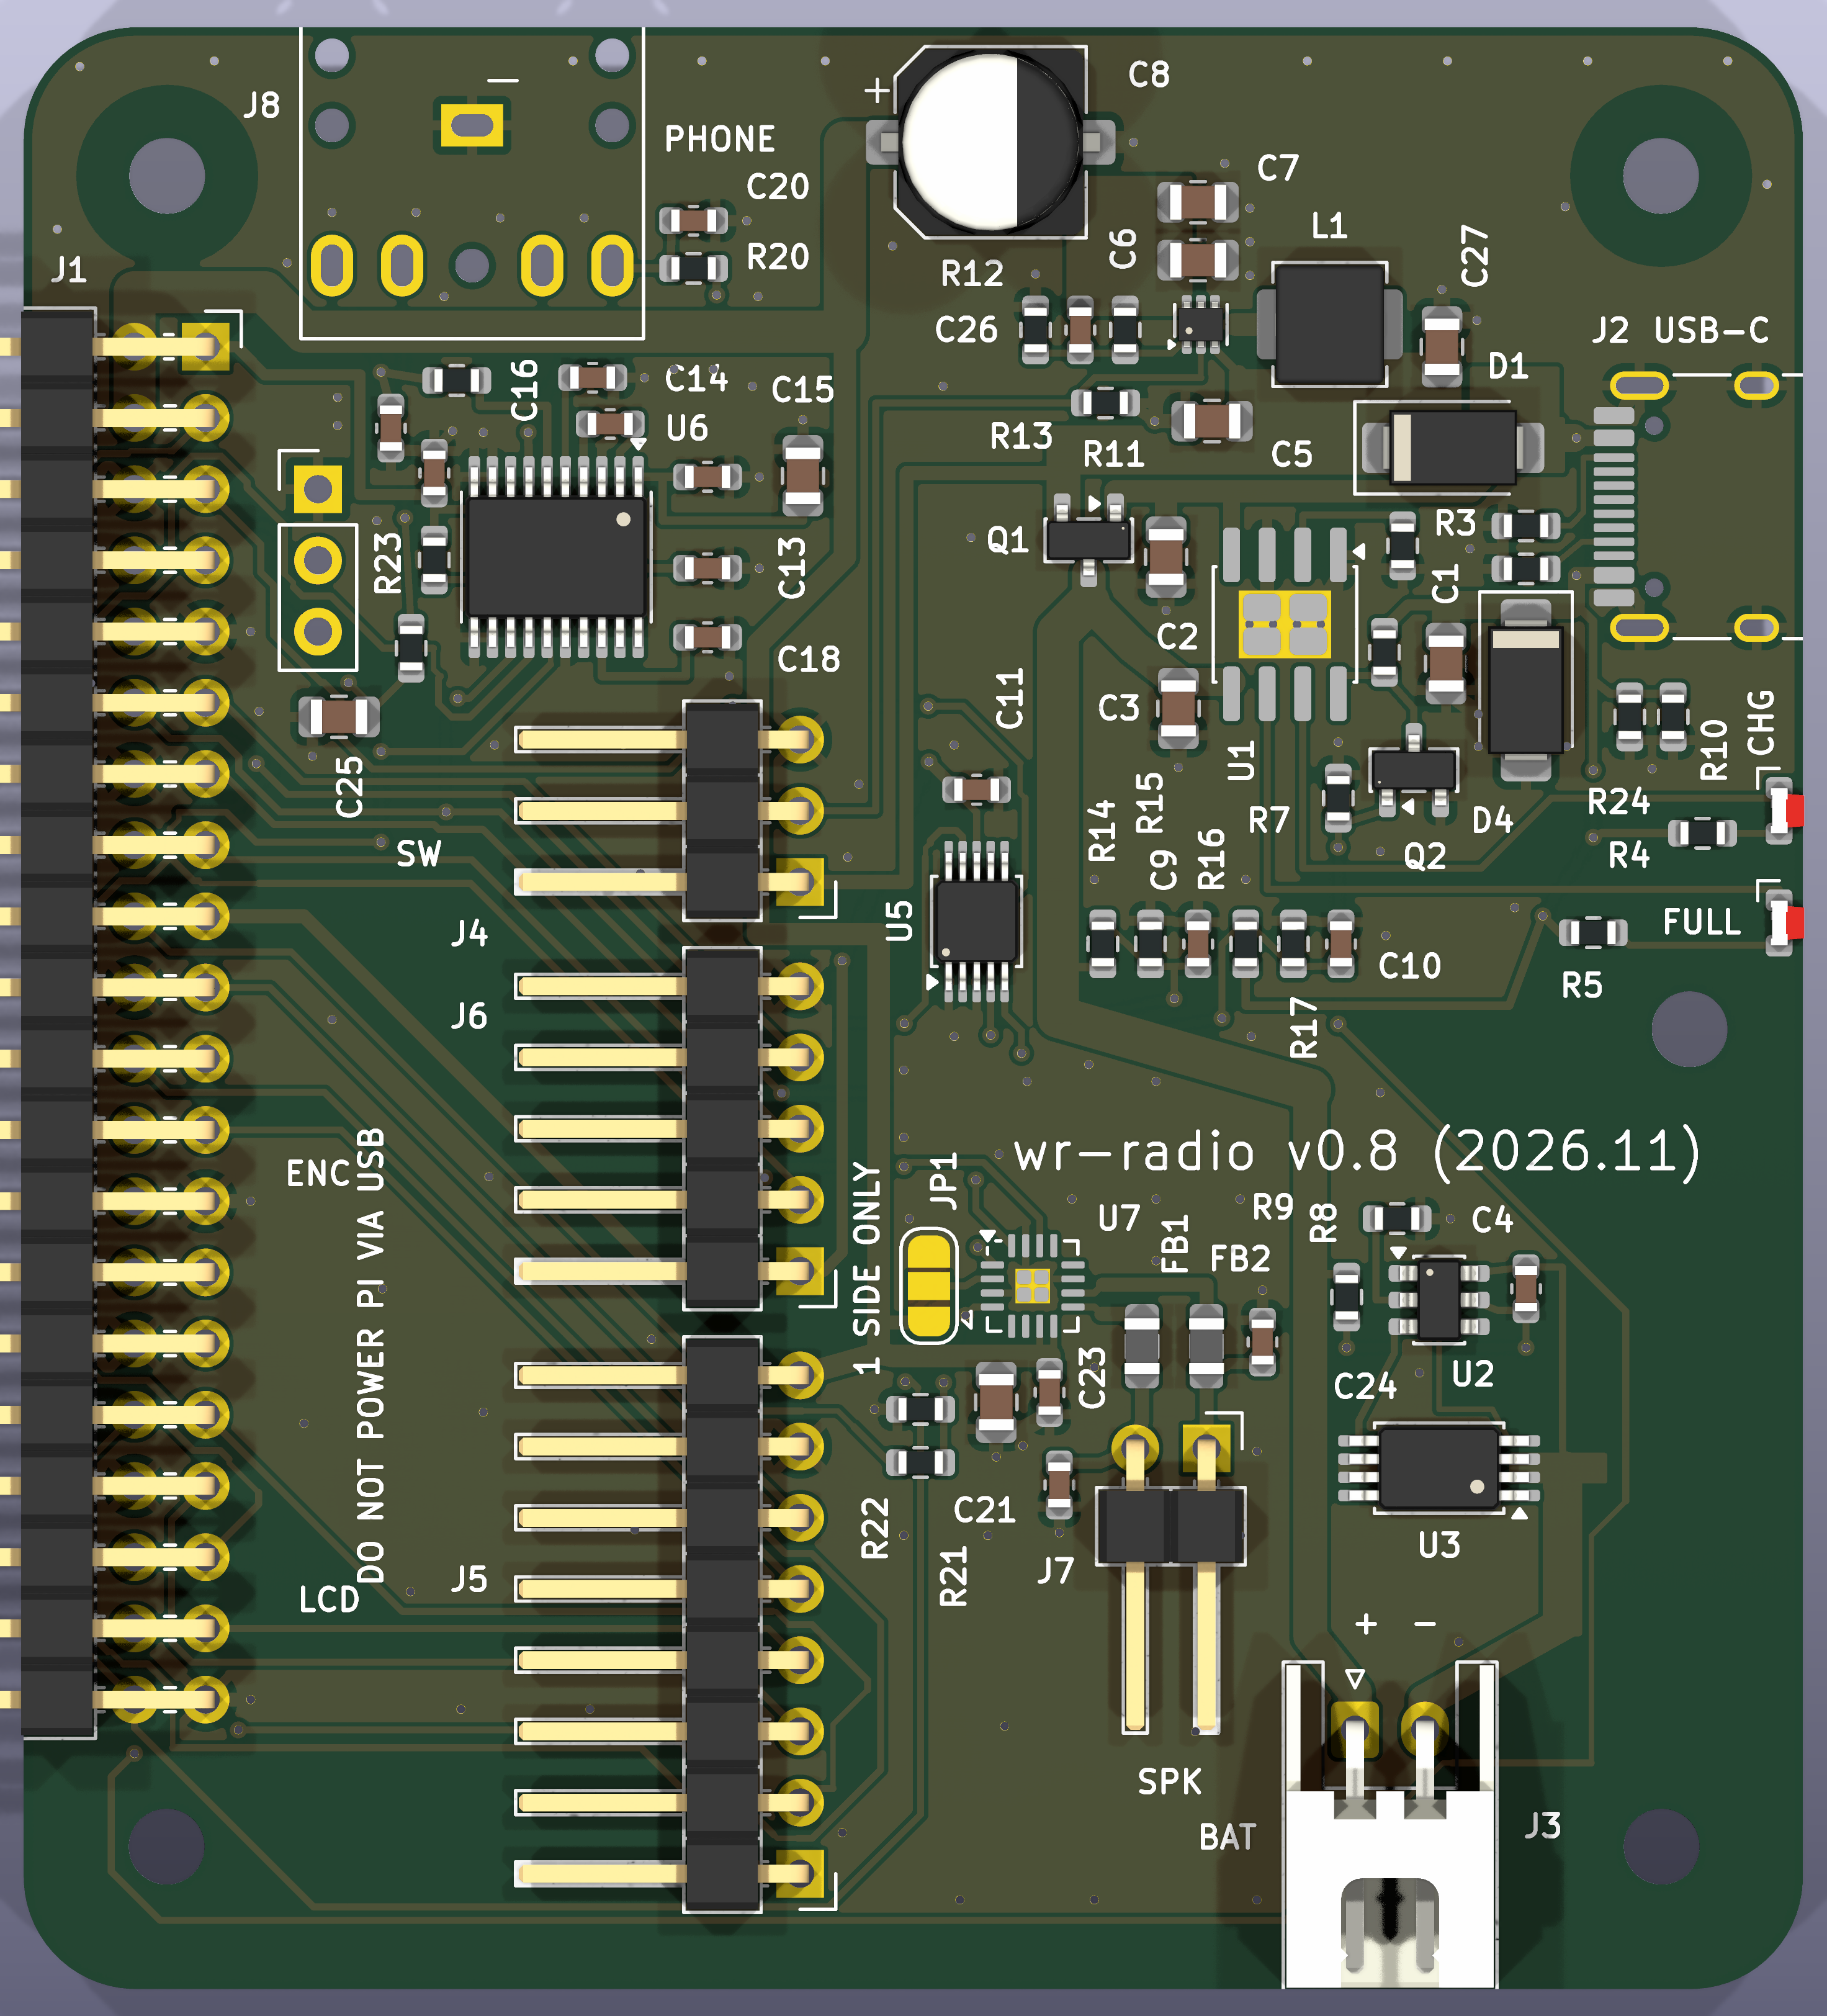 C8
J8
+
PHONE
C7
C20
L1
C6
R20
C27
J1
R12
C26
J2 USB-C
D1
C16
C14
C15
U6
R13
R11
C5
R3
Q1
R23
C13
C1
C2
C18
C11
C3
CHG
U1
R10
C25
R15
R14
R24
R7
D4
SW
R4
Q2
C9
R16
U5
FULL
J4
C10
R5
J6
R17
wr-radio v0.8 (2026.11)
ENC
DO NOT POWER PI VIA USB
JP1
1 SIDE ONLY
2
U7
R9
R8
C4
FB1
FB2
C23
C24
U2
R22
C21
U3
J7
R21
J5
LCD
+ -
SPK
BAT
J3